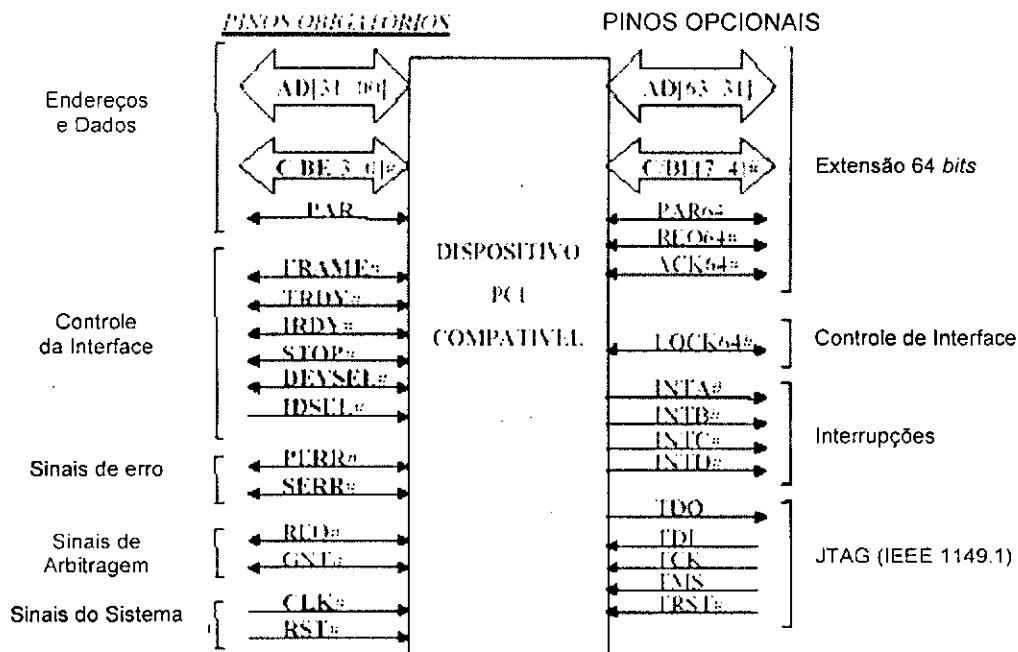 PINOS OBRIGATÓRIOS
PINOS OPCIONAIS
Endereços
e Dados
AD[31 00]
C/BE[3 0]#
PAR
Controle
da Interface
FRAME#
TRDY#
IRDY#
STOP#
DEVSEL#
IDSEL#
Sinais de erro
PERR#
SERR#
Sinais de
Arbitragem
REQ#
GNT#
Sinais do Sistema
CLK#
RST#
DISPOSITIVO
PCI
COMPATIVEL
AD[63 31]
C/BE[7 4]#
PAR64
REQ64#
ACK64#
Extensão 64 bits
LOCK64#
Controle de Interface
INTA#
INTB#
INTC#
INTD#
Interrupções
TDO
TDI
TCK
TMS
TRST#
JTAG (IEEE 1149.1)